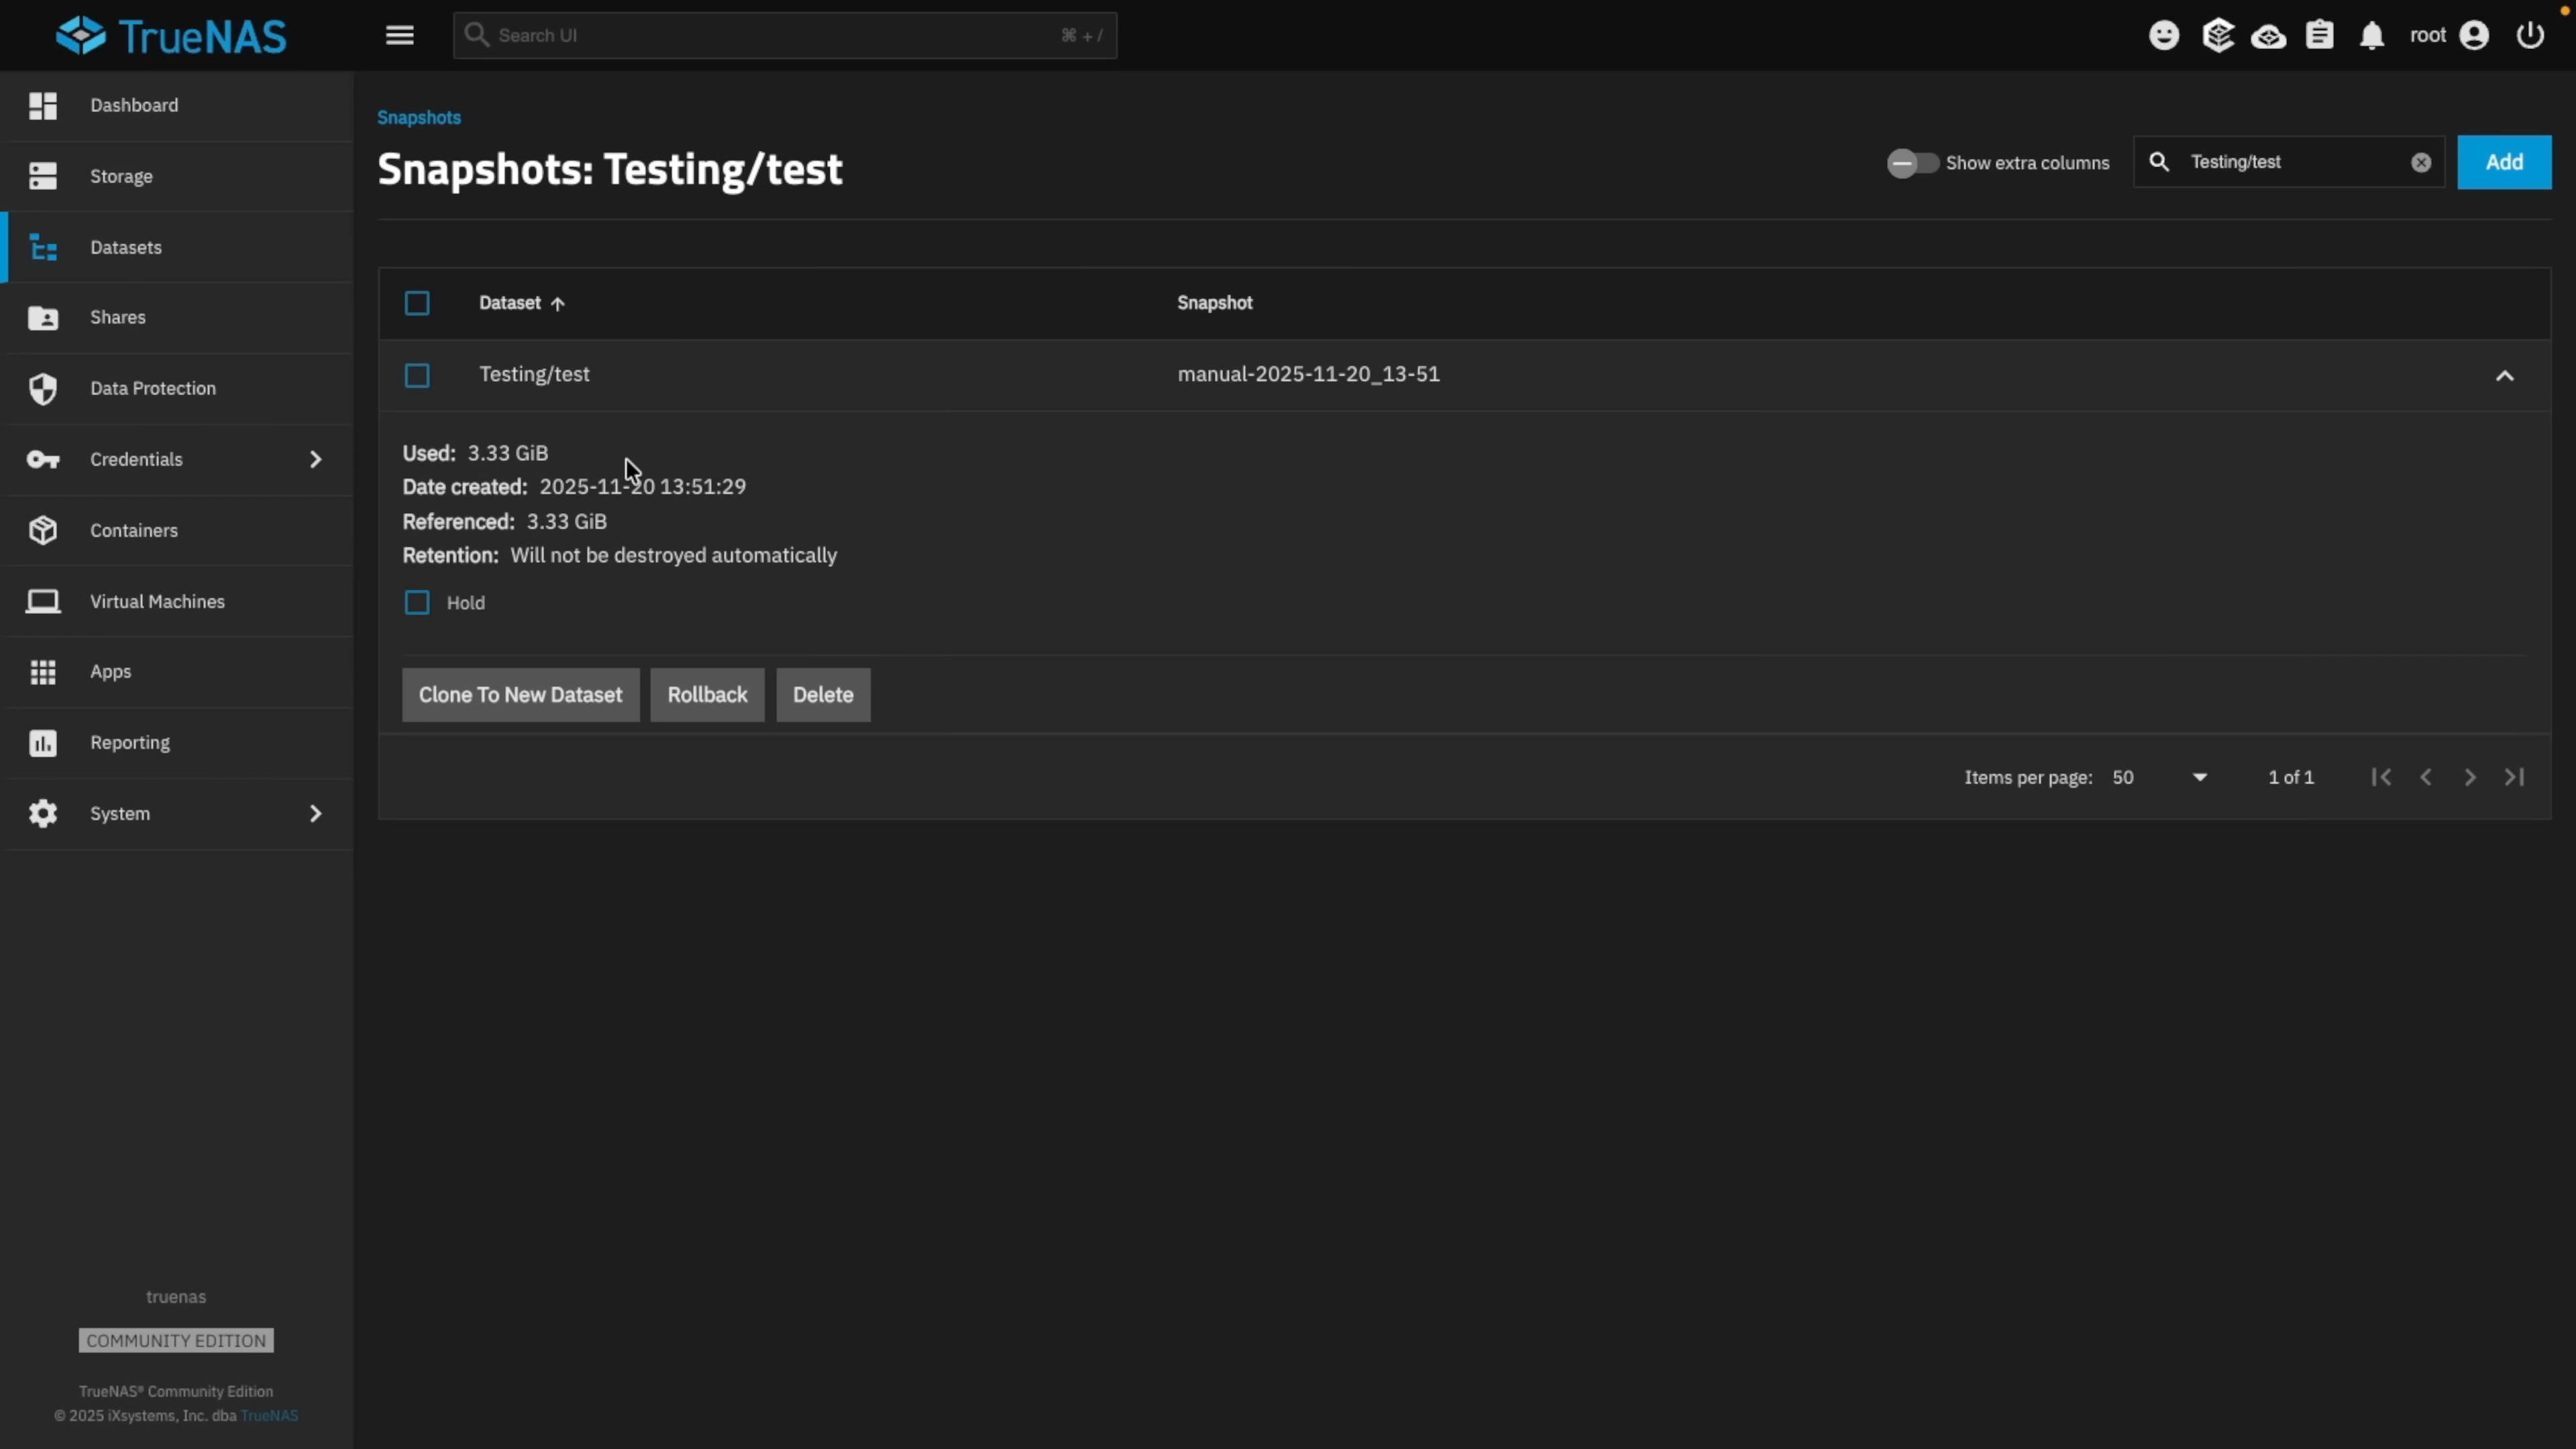 TrueNAS
Search UI
⌘ + /
root
Dashboard
Storage
Datasets
Shares
Data Protection
Credentials
Containers
Virtual Machines
Apps
Reporting
System
truenas
COMMUNITY EDITION
TrueNAS® Community Edition
© 2025 iXsystems, Inc. dba TrueNAS
Snapshots
Snapshots: Testing/test
Show extra columns
Testing/test
Add
Dataset
Snapshot
Testing/test
manual-2025-11-20_13-51
Used: 3.33 GiB
Date created: 2025-11-20 13:51:29
Referenced: 3.33 GiB
Retention: Will not be destroyed automatically
Hold
Clone To New Dataset
Rollback
Delete
Items per page: 50
1 of 1